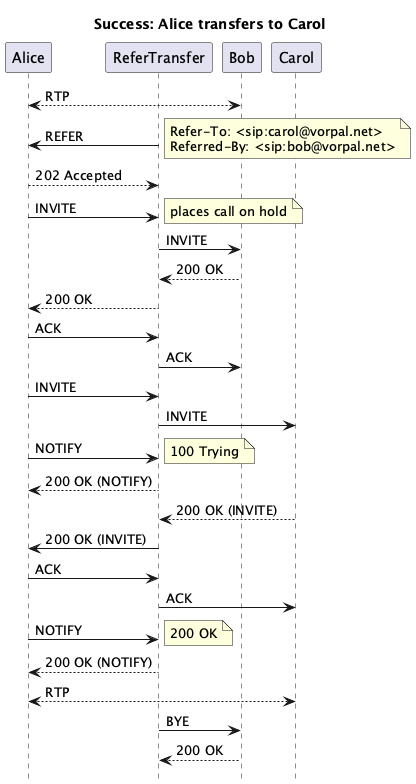 Success: Alice transfers to Carol
Alice
ReferTransfer
Bob
Carol
RTP
REFER
Refer-To: <sip:carol@vorpal.net>
Referred-By: <sip:bob@vorpal.net>
202 Accepted
INVITE
places call on hold
INVITE
200 OK
200 OK
ACK
ACK
INVITE
INVITE
NOTIFY
100 Trying
200 OK (NOTIFY)
200 OK (INVITE)
200 OK (INVITE)
ACK
ACK
NOTIFY
200 OK
200 OK (NOTIFY)
RTP
BYE
200 OK